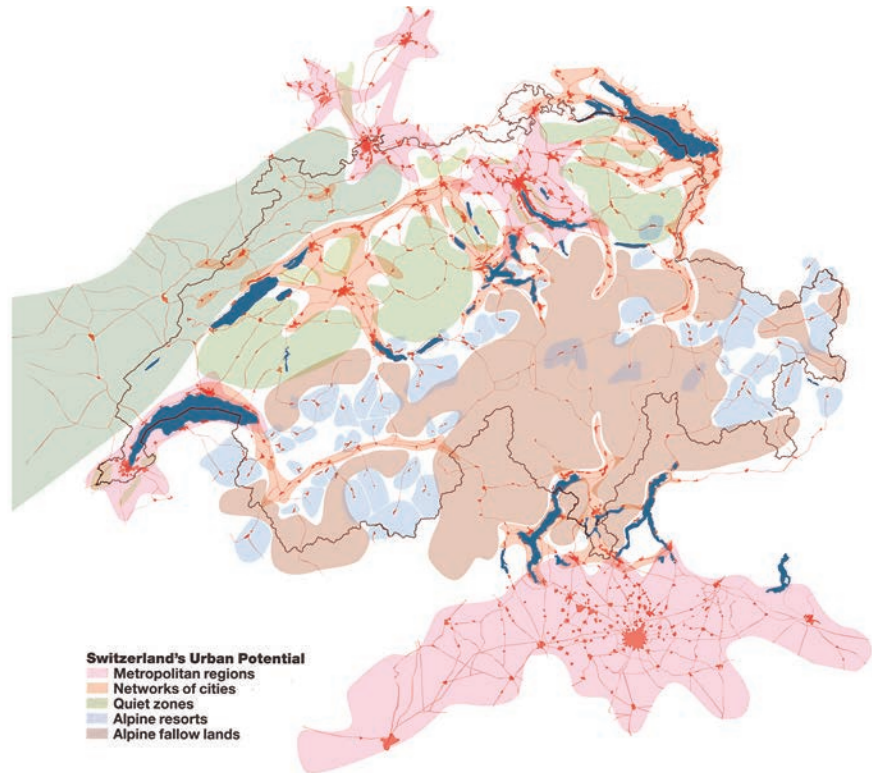 Switzerland's Urban Potential
Metropolitan regions
Networks of cities
Quiet zones
Alpine resorts
Alpine fallow lands